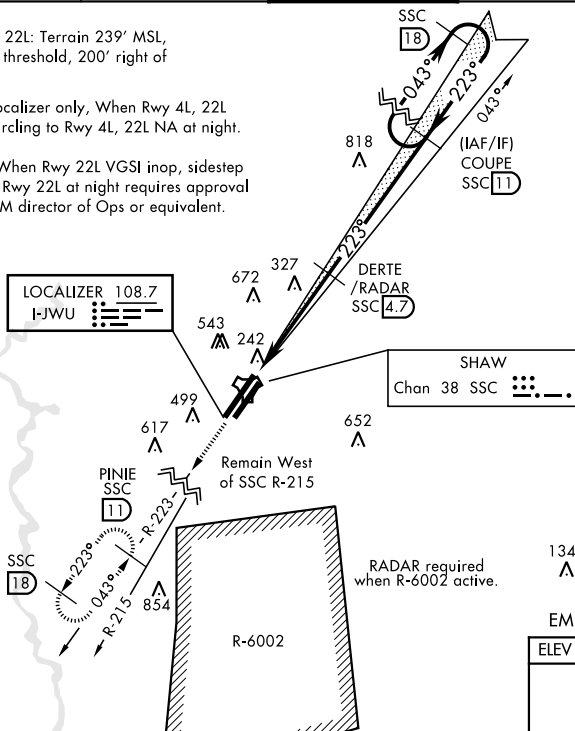 22L: Terrain 239' MSL,
threshold, 200' right of
ocalizer only, When Rwy 4L, 22L
rcling to Rwy 4L, 22L NA at night.
When Rwy 22L VGSI inop, sidestep
Rwy 22L at night requires approval
M director of Ops or equivalent.
SSC
18
043°
223°
043°
818
(IAF/IF)
COUPE
SSC 11
223°
672
327
DERTE
/RADAR
SSC 4.7
LOCALIZER 108.7
I-JWU
543
242
SHAW
Chan 38 SSC
499
617
652
Remain West
of SSC R-215
PINIE
SSC
11
R-223
223°
SSC
18
043°
R-215
854
RADAR required
when R-6002 active.
R-6002
134
EM
ELEV